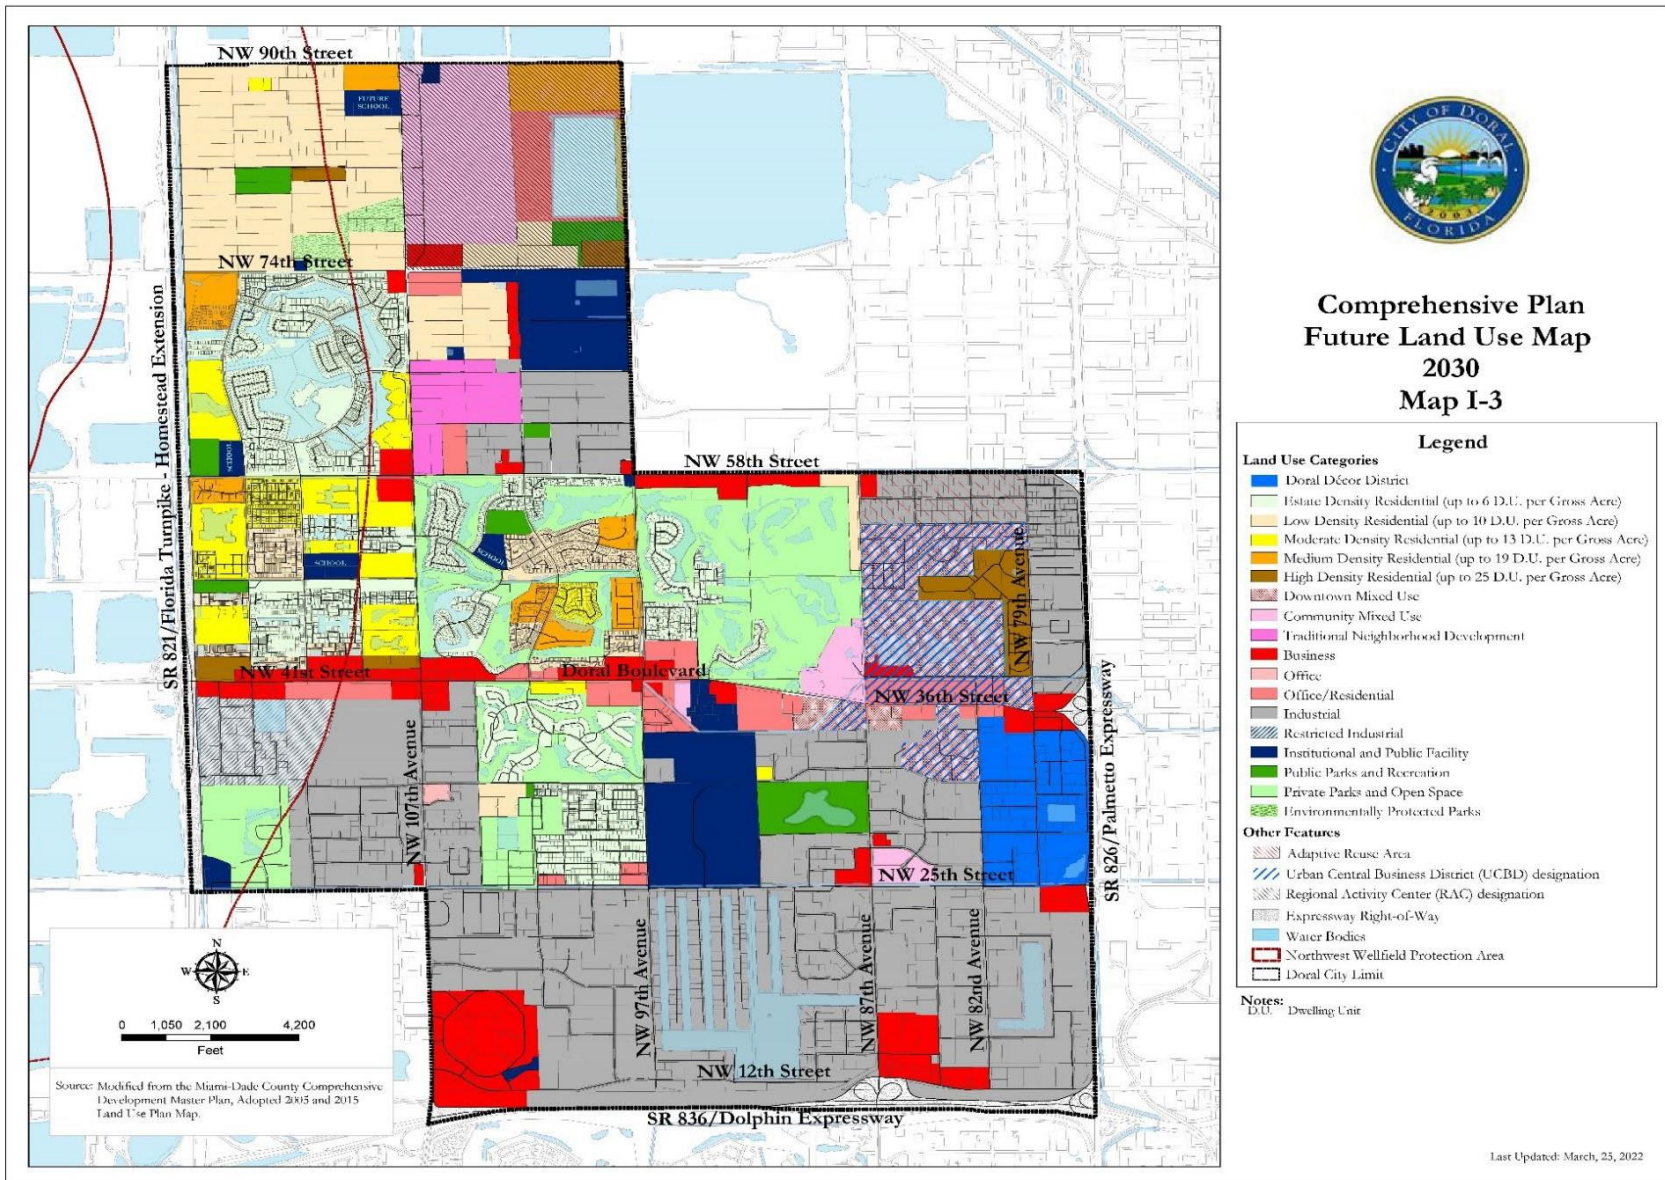 NW 90th Street
FUTURE
SCHOOL
NW 74th Street
SR 821/Florida Turnpike - Homestead Extension
SCHOOL
NW 58th Street
SCHOOL
SCHOOL
NW 79th Avenue
NW 41st Street
Doral Boulevard
NW 36th Street
NW 107th Avenue
SR 826/Palmetto Expressway
NW 25th Street
NW 97th Avenue
NW 87th Avenue
NW 82nd Avenue
NW 12th Street
SR 836/Dolphin Expressway
N
W
E
S
0 1,050 2,100 4,200
Feet
Source: Modified from the Miami-Dade County Comprehensive
Development Master Plan, Adopted 2005 and 2015
Land Use Plan Map.
CITY OF DORAL
2003
FLORIDA
Comprehensive Plan
Future Land Use Map
2030
Map I-3
Legend
Land Use Categories
Doral Décor District
Estate Density Residential (up to 6 D.U. per Gross Acre)
Low Density Residential (up to 10 D.U. per Gross Acre)
Moderate Density Residential (up to 13 D.U. per Gross Acre)
Medium Density Residential (up to 19 D.U. per Gross Acre)
High Density Residential (up to 25 D.U. per Gross Acre)
Downtown Mixed Use
Community Mixed Use
Traditional Neighborhood Development
Business
Office
Office/Residential
Industrial
Restricted Industrial
Institutional and Public Facility
Public Parks and Recreation
Private Parks and Open Space
Environmentally Protected Parks
Other Features
Adaptive Reuse Area
Urban Central Business District (UCBD) designation
Regional Activity Center (RAC) designation
Expressway Right-of-Way
Water Bodies
Northwest Wellfield Protection Area
Doral City Limit
Notes:
D.U. Dwelling Unit
Last Updated: March, 25, 2022